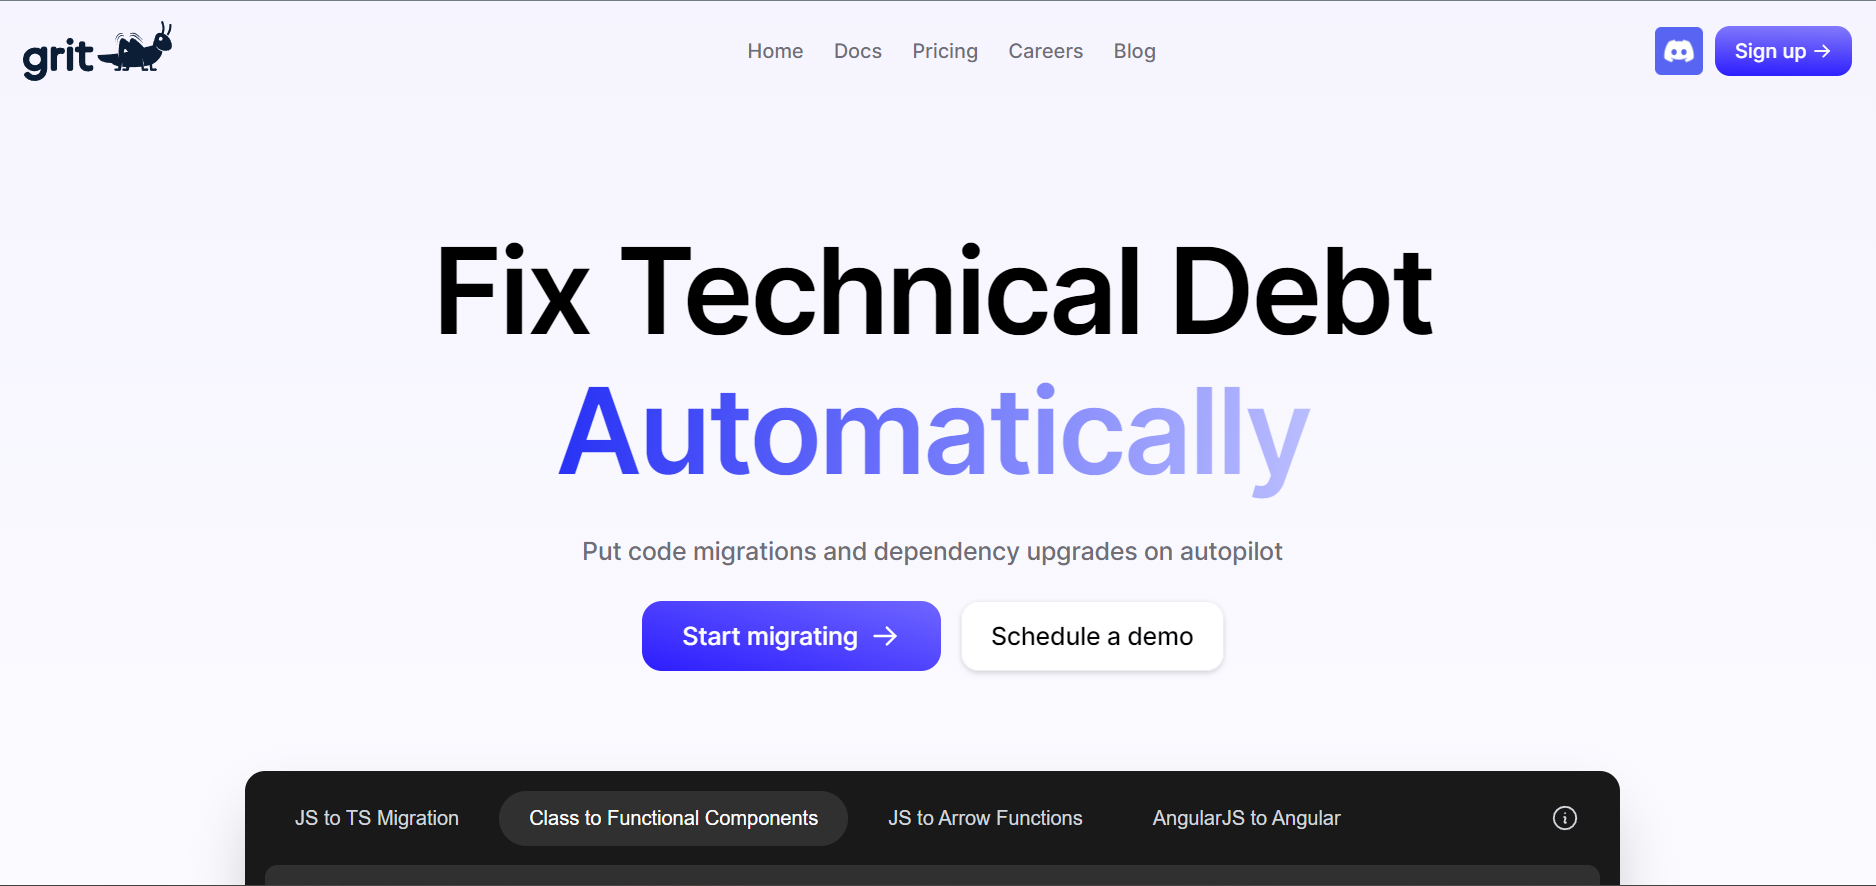 grit
Home Docs Pricing Careers Blog
Sign up →
Fix Technical Debt
Automatically
Put code migrations and dependency upgrades on autopilot
Start migrating →
Schedule a demo
JS to TS Migration
Class to Functional Components
JS to Arrow Functions
AngularJS to Angular